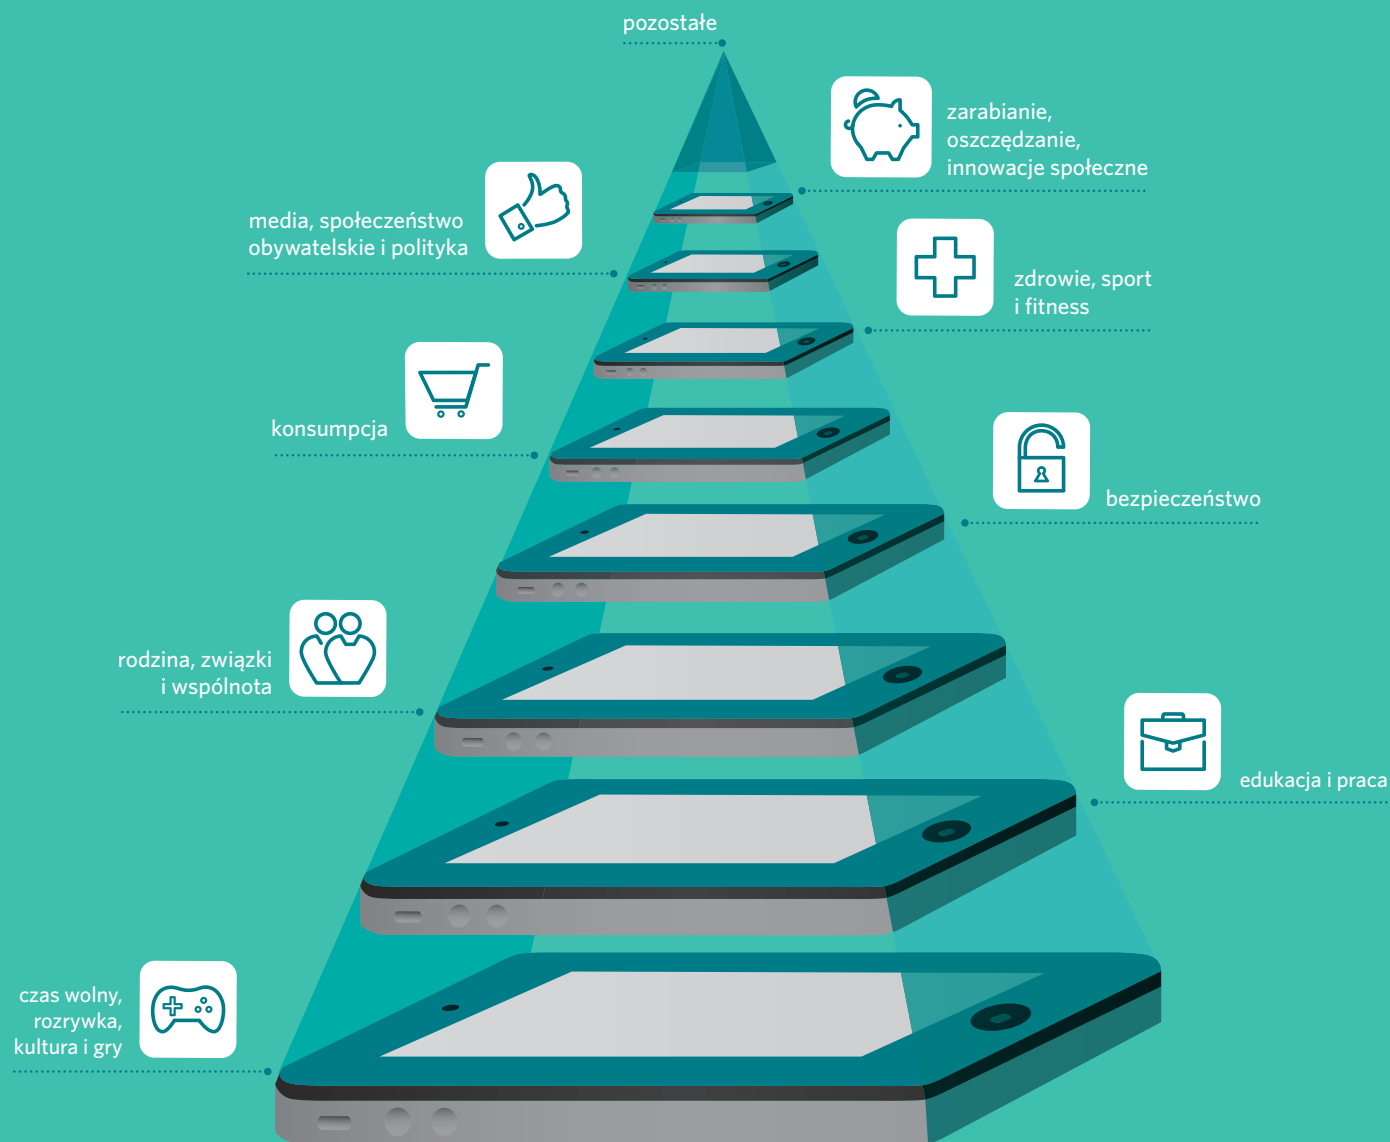 pozostałe
zarabianie,
oszczędzanie,
innowacje społeczne
media, społeczeństwo
obywatelskie i polityka
zdrowie, sport
i fitness
konsumpcja
bezpieczeństwo
rodzina, związki
i wspólnota
edukacja i praca
czas wolny,
rozrywka,
kultura i gry